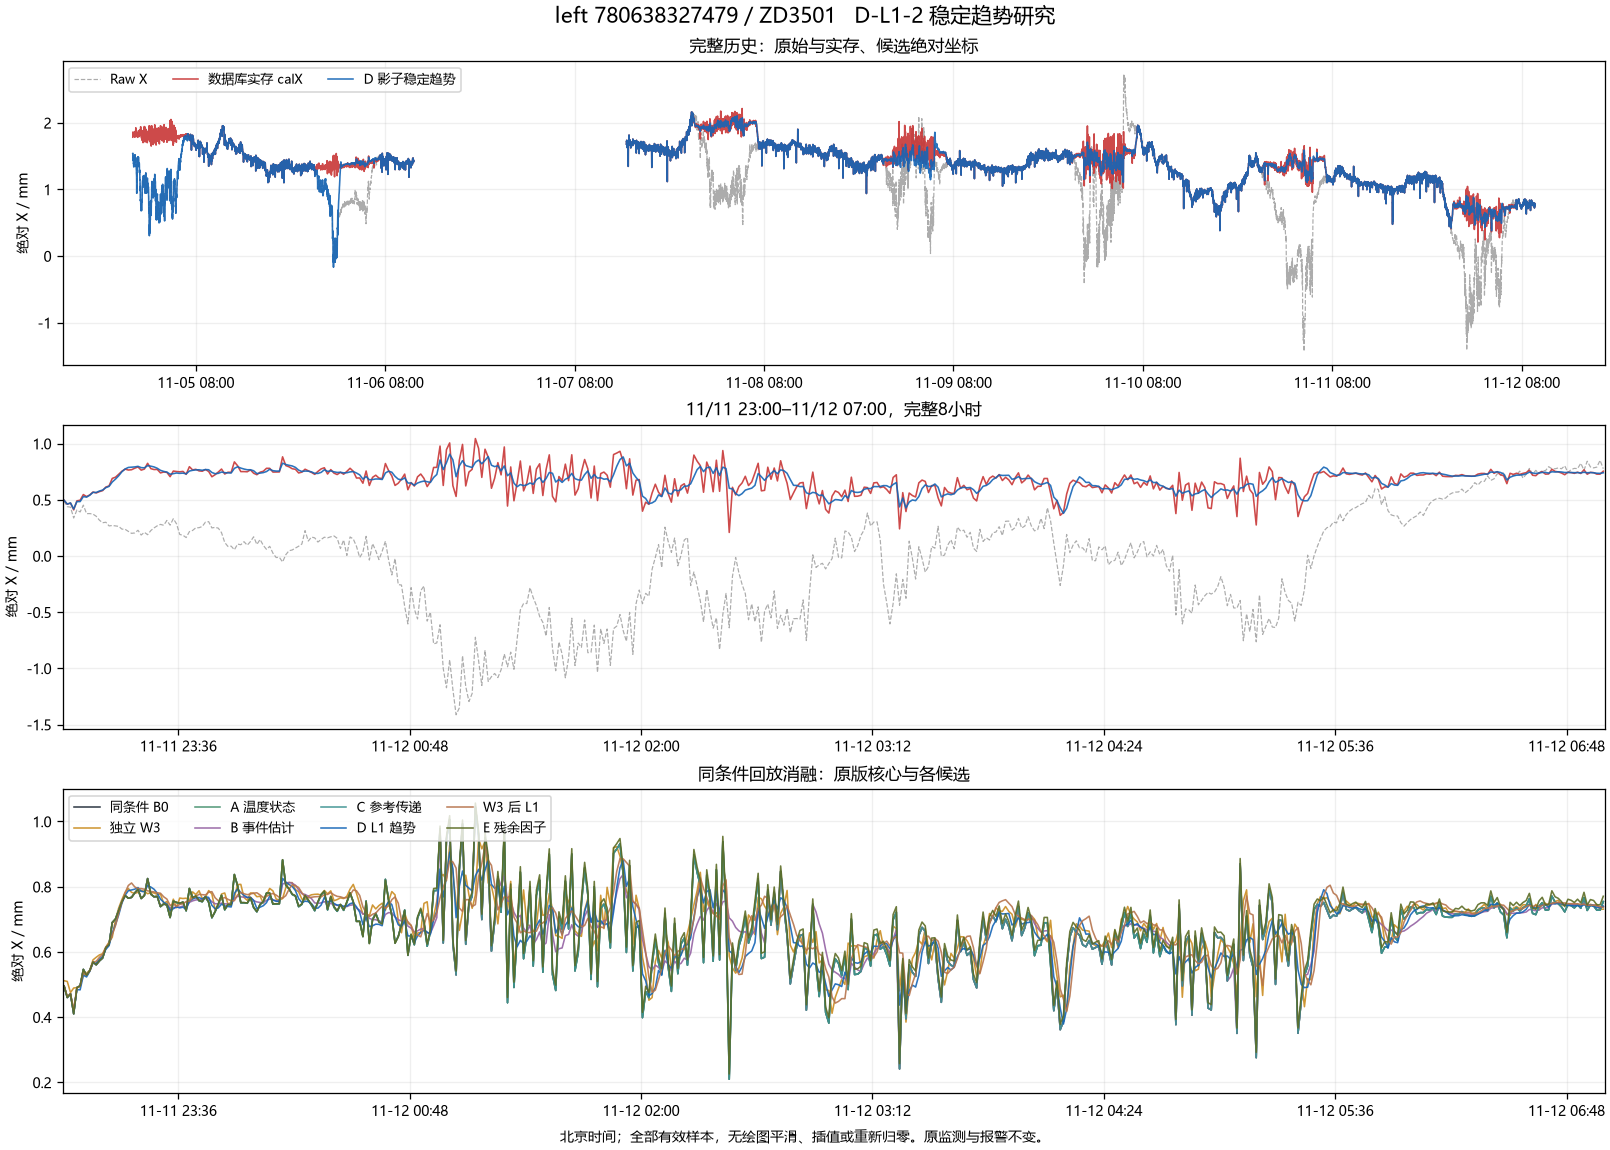 left 780638327479 / ZD3501   D-L1-2 稳定趋势研究
完整历史：原始与实存、候选绝对坐标
Raw X
数据库实存 calX
D 影子稳定趋势
绝对 X / mm
2
1
0
-1
11-05 08:00
11-06 08:00
11-07 08:00
11-08 08:00
11-09 08:00
11-10 08:00
11-11 08:00
11-12 08:00
11/11 23:00–11/12 07:00，完整8小时
绝对 X / mm
1.0
0.5
0.0
-0.5
-1.0
-1.5
11-11 23:36
11-12 00:48
11-12 02:00
11-12 03:12
11-12 04:24
11-12 05:36
11-12 06:48
同条件回放消融：原版核心与各候选
同条件 B0
独立 W3
A 温度状态
B 事件估计
C 参考传递
D L1 趋势
W3 后 L1
E 残余因子
绝对 X / mm
1.0
0.8
0.6
0.4
0.2
11-11 23:36
11-12 00:48
11-12 02:00
11-12 03:12
11-12 04:24
11-12 05:36
11-12 06:48
北京时间；全部有效样本，无绘图平滑、插值或重新归零。原监测与报警不变。